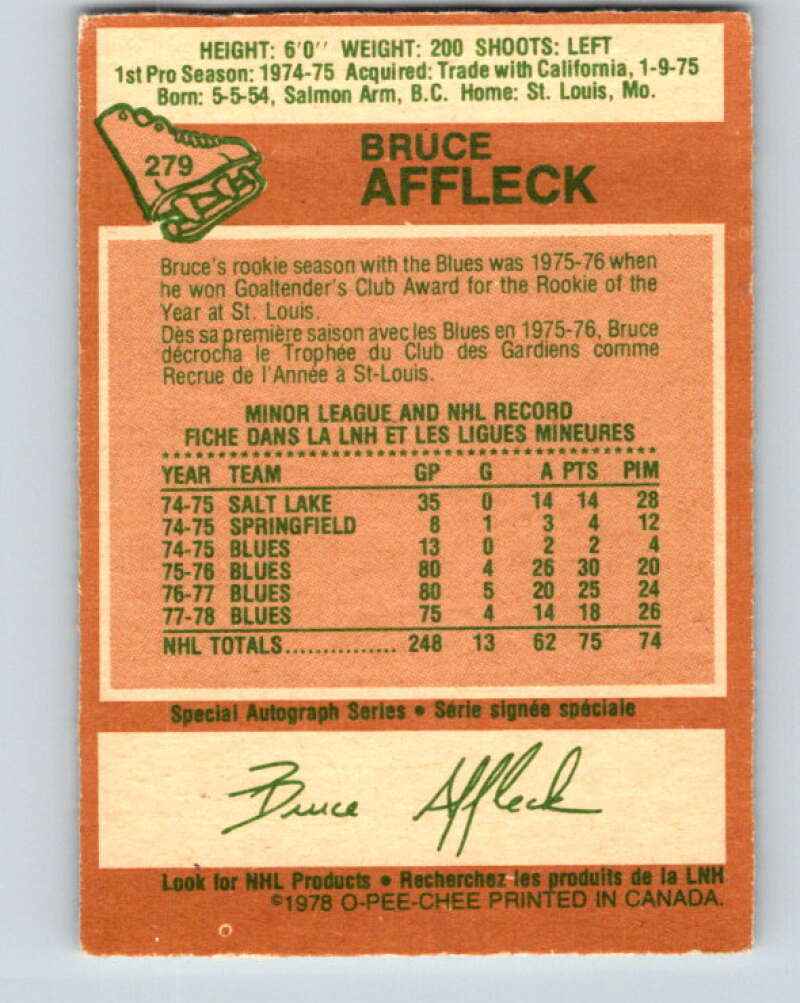 HEIGHT: 6'0'' WEIGHT: 200 SHOOTS: LEFT
1st Pro Season: 1974-75 Acquired: Trade with California, 1-9-75
Born: 5-5-54, Salmon Arm, B.C. Home: St. Louis, Mo.
279
BRUCE
AFFLECK
Bruce's rookie season with the Blues was 1975-76 when
he won Goaltender's Club Award for the Rookie of the
Year at St. Louis.
Dès sa première saison avec les Blues en 1975-76, Bruce
décrocha le Trophée du Club des Gardiens comme
Recrue de l'Année à St-Louis.
MINOR LEAGUE AND NHL RECORD
FICHE DANS LA LNH ET LES LIGUES MINEURES
YEAR TEAM GP G A PTS PIM
74-75 SALT LAKE 35 0 14 14 28
74-75 SPRINGFIELD 8 1 3 4 12
74-75 BLUES 13 0 2 2 4
75-76 BLUES 80 4 26 30 20
76-77 BLUES 80 5 20 25 24
77-78 BLUES 75 4 14 18 26
NHL TOTALS............... 248 13 62 75 74
Special Autograph Series • Série signée spéciale
Bruce Affleck
Look for NHL Products • Recherchez les produits de la LNH
©1978 O-PEE-CHEE PRINTED IN CANADA.